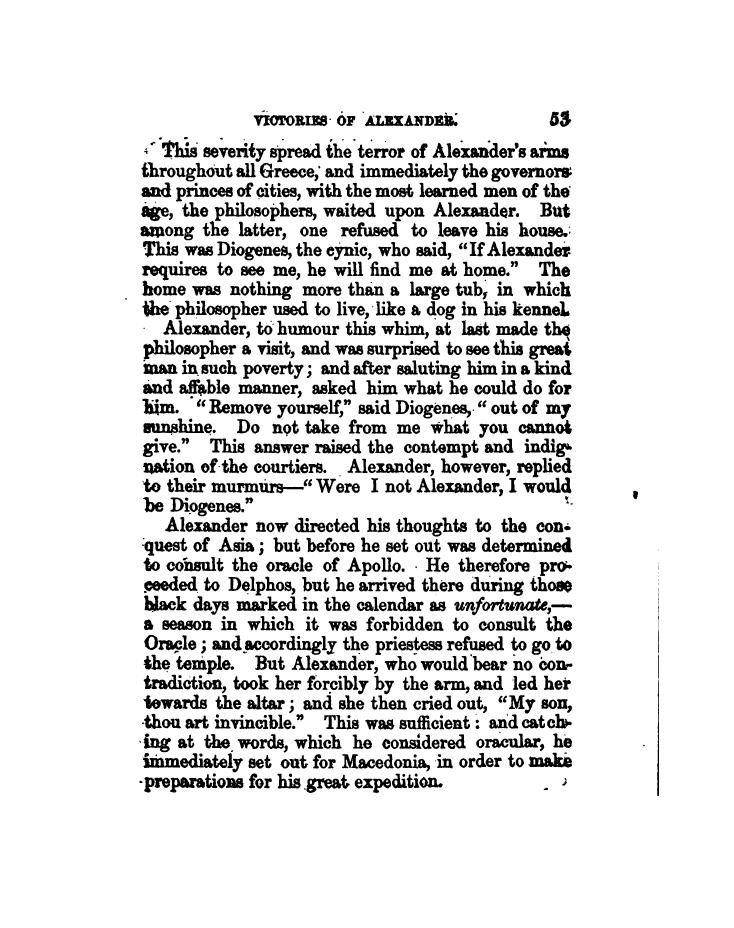 VICTORIES OF ALEXANDER. 53
This severity spread the terror of Alexander's arms
throughout all Greece, and immediately the governors
and princes of cities, with the most learned men of the
age, the philosophers, waited upon Alexander. But
among the latter, one refused to leave his house.
This was Diogenes, the cynic, who said, "If Alexander
requires to see me, he will find me at home." The
home was nothing more than a large tub, in which
the philosopher used to live, like a dog in his kennel.
Alexander, to humour this whim, at last made the
philosopher a visit, and was surprised to see this great
man in such poverty; and after saluting him in a kind
and affable manner, asked him what he could do for
him. "Remove yourself," said Diogenes, "out of my
sunshine. Do not take from me what you cannot
give." This answer raised the contempt and indig-
nation of the courtiers. Alexander, however, replied
to their murmurs—"Were I not Alexander, I would
be Diogenes."
Alexander now directed his thoughts to the con-
quest of Asia; but before he set out was determined
to consult the oracle of Apollo. He therefore pro-
ceeded to Delphos, but he arrived there during those
black days marked in the calendar as unfortunate,—
a season in which it was forbidden to consult the
Oracle; and accordingly the priestess refused to go to
the temple. But Alexander, who would bear no con-
tradiction, took her forcibly by the arm, and led her
towards the altar; and she then cried out, "My son,
thou art invincible." This was sufficient: and catch-
ing at the words, which he considered oracular, he
immediately set out for Macedonia, in order to make
preparations for his great expedition.